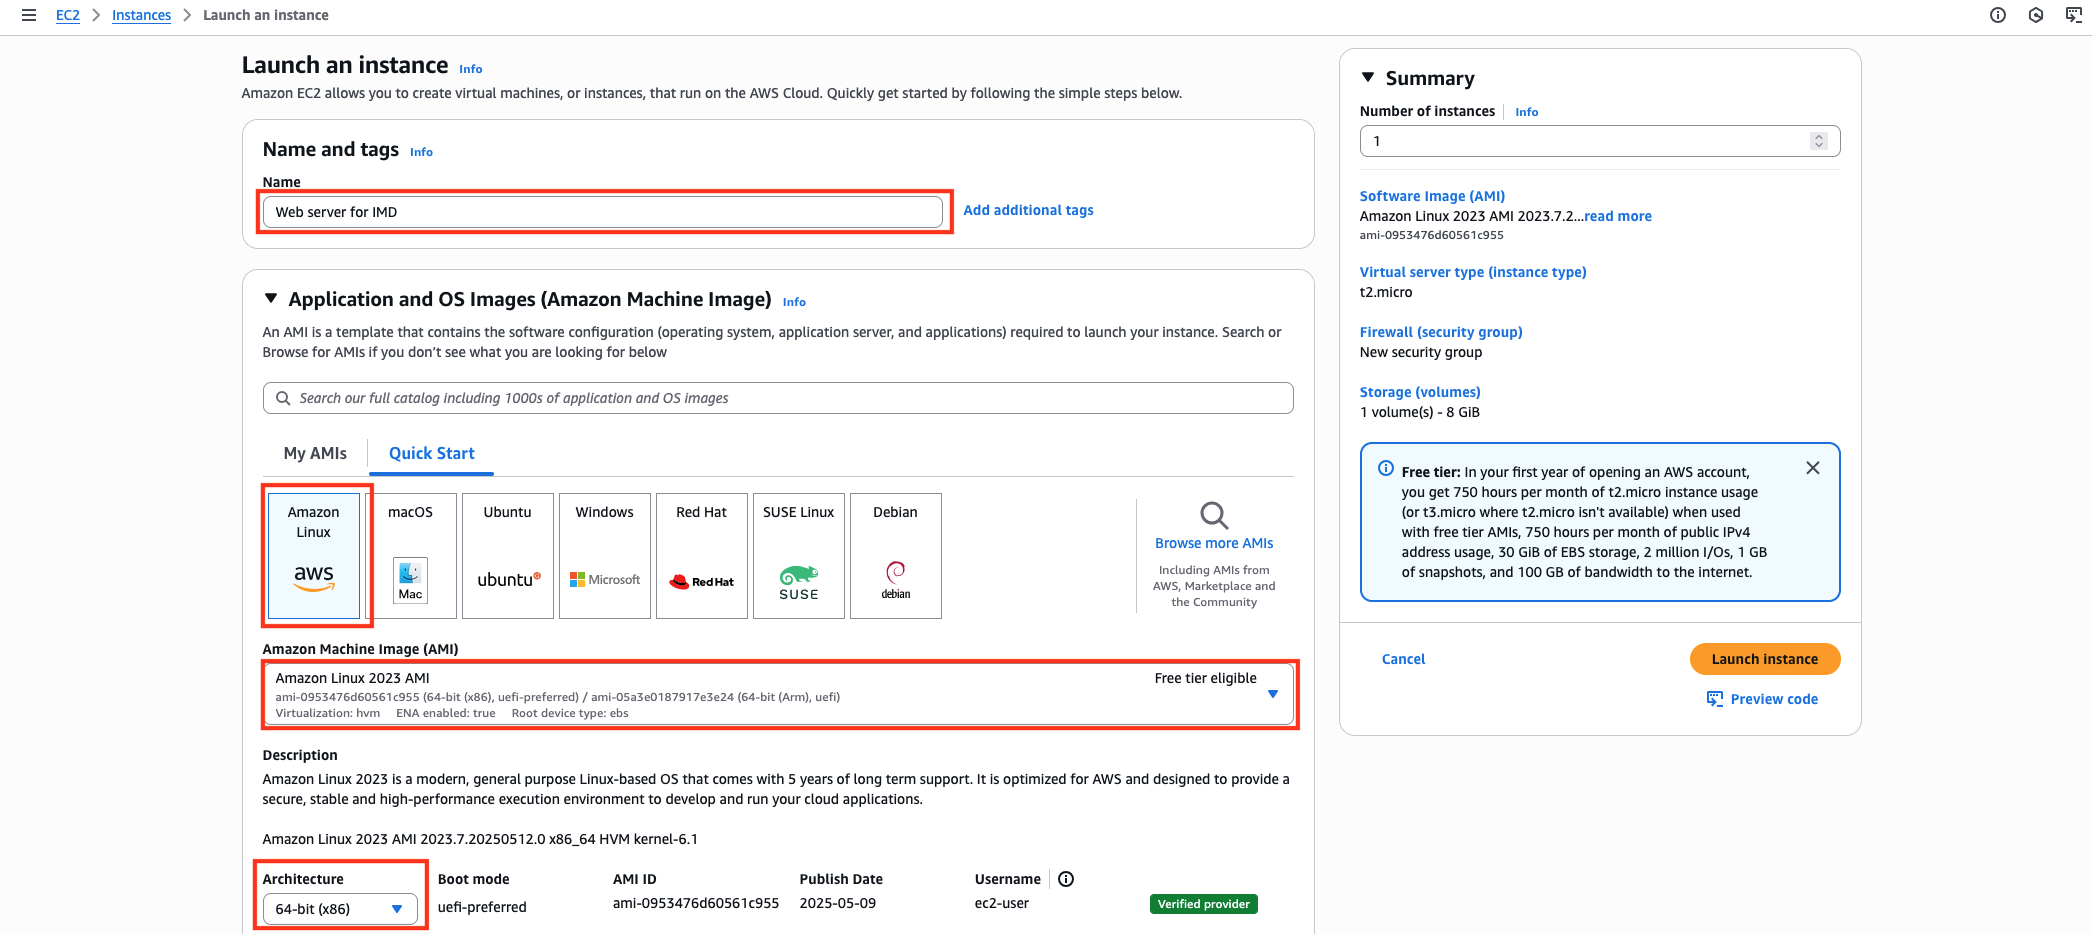 EC2 > Instances > Launch an instance
Launch an instance Info
Amazon EC2 allows you to create virtual machines, or instances, that run on the AWS Cloud. Quickly get started by following the simple steps below.
Name and tags Info
Name
Web server for IMD
Add additional tags
Application and OS Images (Amazon Machine Image) Info
An AMI is a template that contains the software configuration (operating system, application server, and applications) required to launch your instance. Search or
Browse for AMIs if you don't see what you are looking for below
Search our full catalog including 1000s of application and OS images
My AMIs
Quick Start
Amazon
Linux
aws
macOS
Mac
Ubuntu
ubuntu
Windows
Microsoft
Red Hat
Red Hat
SUSE Linux
SUSE
Debian
debian
Browse more AMIs
Including AMIs from
AWS, Marketplace and
the Community
Amazon Machine Image (AMI)
Amazon Linux 2023 AMI
Free tier eligible
ami-0953476d60561c955 (64-bit (x86), uefi-preferred) / ami-05a3e0187917e3e24 (64-bit (Arm), uefi)
Virtualization: hvm ENA enabled: true Root device type: ebs
Description
Amazon Linux 2023 is a modern, general purpose Linux-based OS that comes with 5 years of long term support. It is optimized for AWS and designed to provide a
secure, stable and high-performance execution environment to develop and run your cloud applications.
Amazon Linux 2023 AMI 2023.7.20250512.0 x86_64 HVM kernel-6.1
Architecture
64-bit (x86)
Boot mode
uefi-preferred
AMI ID
ami-0953476d60561c955
Publish Date
2025-05-09
Username
ec2-user
Verified provider
Summary
Number of instances Info
1
Software Image (AMI)
Amazon Linux 2023 AMI 2023.7.2...read more
ami-0953476d60561c955
Virtual server type (instance type)
t2.micro
Firewall (security group)
New security group
Storage (volumes)
1 volume(s) - 8 GiB
Free tier: In your first year of opening an AWS account,
you get 750 hours per month of t2.micro instance usage
(or t3.micro where t2.micro isn't available) when used
with free tier AMIs, 750 hours per month of public IPv4
address usage, 30 GiB of EBS storage, 2 million I/Os, 1 GB
of snapshots, and 100 GB of bandwidth to the internet.
Cancel
Launch instance
Preview code